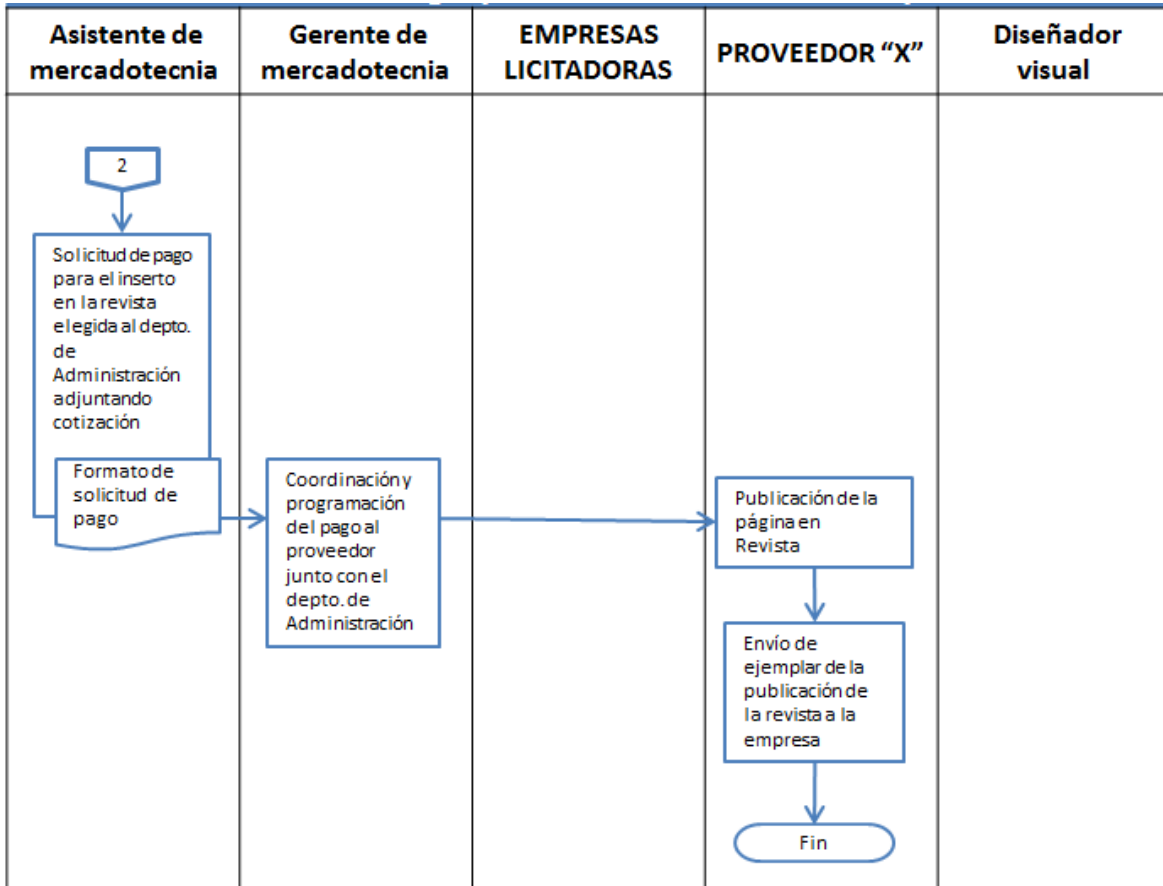 Asistente de
mercadotecnia
Gerente de
mercadotecnia
EMPRESAS
LICITADORAS
PROVEEDOR “X”
Diseñador
visual
2
Solicitud de pago
para el inserto
en la revista
elegida al depto.
de
Administración
adjuntando
cotización
Formato de
solicitud de
pago
Coordinación y
programación
del pago al
proveedor
junto con el
depto. de
Administración
Publicación de la
página en
Revista
Envío de
ejemplar de la
publicación de
la revista a la
empresa
Fin